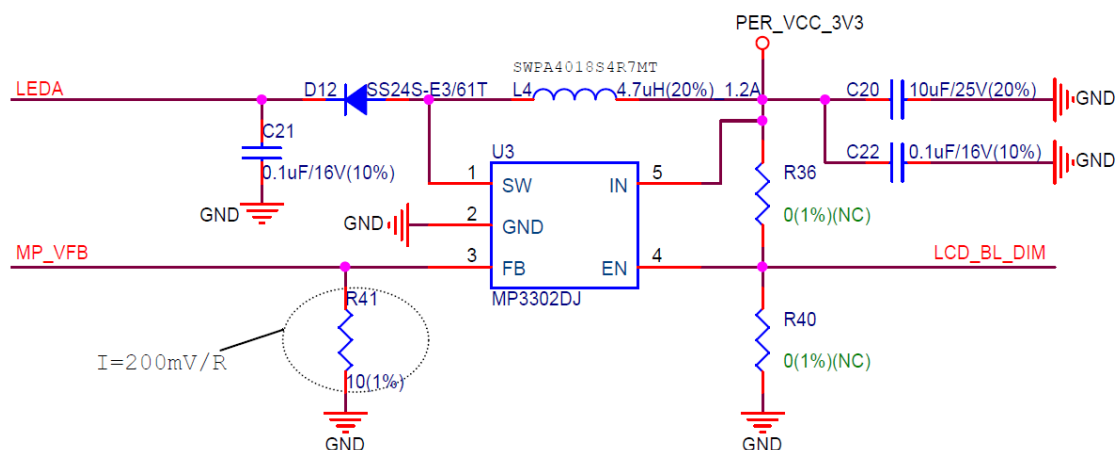 PER_VCC_3V3
SWPA4018S4R7MT
LEDA
D12
SS24S-E3/61T
L4
4.7uH(20%)_1.2A
C20
10uF/25V(20%)
GND
C21
0.1uF/16V(10%)
GND
C22
0.1uF/16V(10%)
GND
U3
1
SW
IN
5
R36
0(1%)(NC)
GND
2
GND
MP_VFB
3
FB
EN
4
LCD_BL_DIM
MP3302DJ
R41
I=200mV/R
10(1%)
GND
R40
0(1%)(NC)
GND